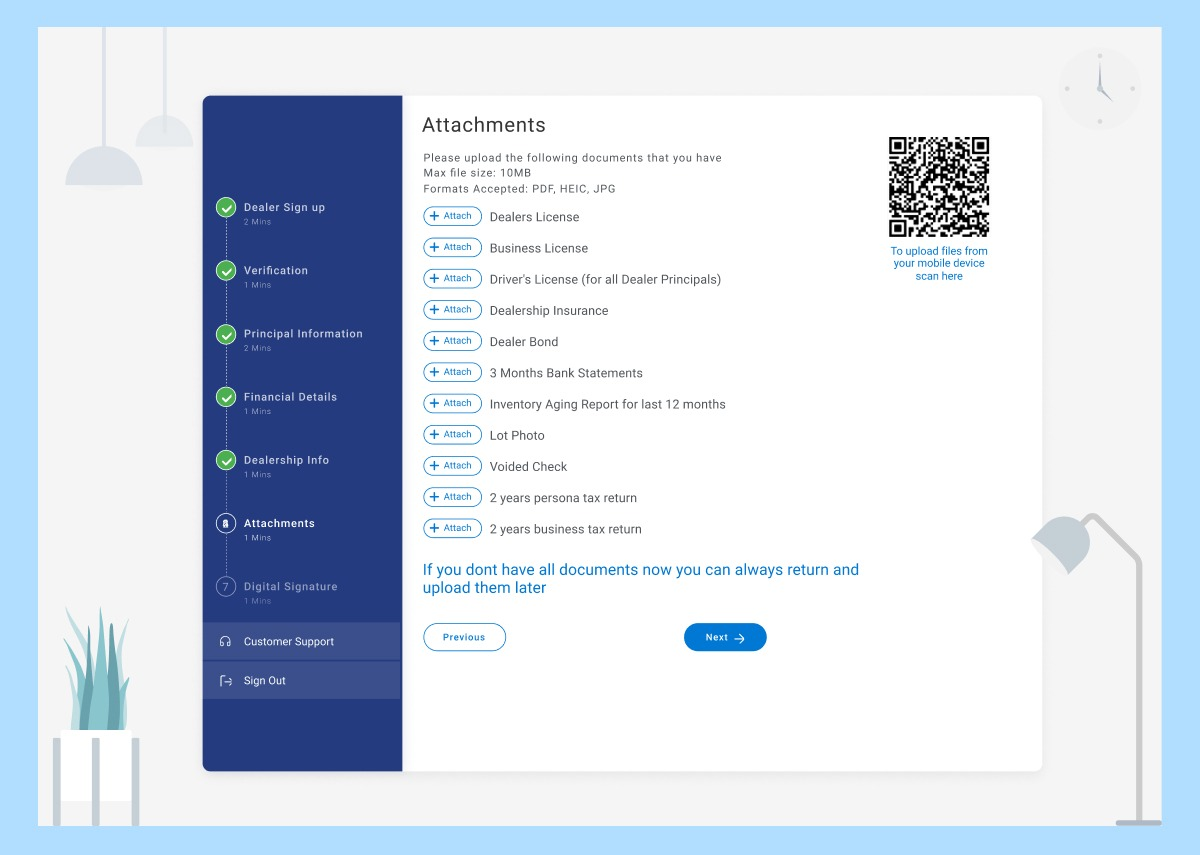 Dealer Sign up
2 Mins
Verification
1 Mins
Principal Information
2 Mins
Financial Details
1 Mins
Dealership Info
1 Mins
Attachments
1 Mins
7
Digital Signature
1 Mins
Customer Support
Sign Out
Attachments
Please upload the following documents that you have
Max file size: 10MB
Formats Accepted: PDF, HEIC, JPG
+ Attach Dealers License
+ Attach Business License
+ Attach Driver's License (for all Dealer Principals)
+ Attach Dealership Insurance
+ Attach Dealer Bond
+ Attach 3 Months Bank Statements
+ Attach Inventory Aging Report for last 12 months
+ Attach Lot Photo
+ Attach Voided Check
+ Attach 2 years persona tax return
+ Attach 2 years business tax return
If you dont have all documents now you can always return and
upload them later
Previous
Next
To upload files from
your mobile device
scan here